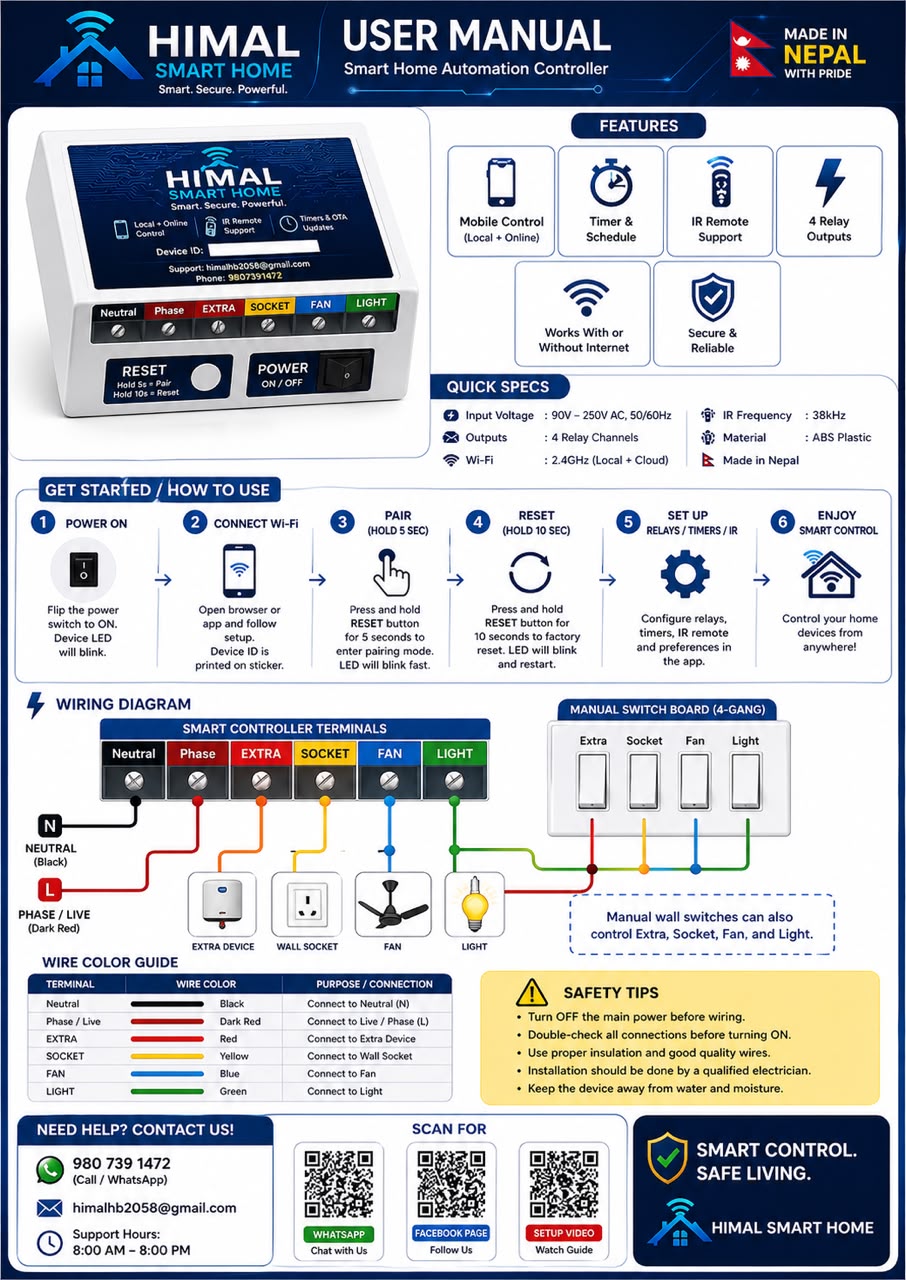 HIMAL
SMART HOME
Smart. Secure. Powerful.
USER MANUAL
Smart Home Automation Controller
MADE IN
NEPAL
WITH PRIDE
HIMAL
SMART HOME
Smart. Secure. Powerful.
Local + Online
Control
IR Remote
Support
Timers & OTA
Updates
Device ID:
Support: himalhb2058@gmail.com
Phone: 9807391472
Neutral Phase EXTRA SOCKET FAN LIGHT
RESET
Hold 5s = Pair
Hold 10s = Reset
POWER
ON / OFF
FEATURES
Mobile Control
(Local + Online)
Timer &
Schedule
IR Remote
Support
4 Relay
Outputs
Works With or
Without Internet
Secure &
Reliable
QUICK SPECS
Input Voltage : 90V – 250V AC, 50/60Hz
Outputs : 4 Relay Channels
Wi-Fi : 2.4GHz (Local + Cloud)
IR Frequency : 38kHz
Material : ABS Plastic
Made in Nepal
GET STARTED / HOW TO USE
1 POWER ON
Flip the power
switch to ON.
Device LED
will blink.
2 CONNECT Wi-Fi
Open browser or
app and follow
setup.
Device ID is
printed on sticker.
3 PAIR
(HOLD 5 SEC)
Press and hold
RESET button
for 5 seconds to
enter pairing mode.
LED will blink fast.
4 RESET
(HOLD 10 SEC)
Press and hold
RESET button for
10 seconds to factory
reset. LED will blink
and restart.
5 SET UP
RELAYS / TIMERS / IR
Configure relays,
timers, IR remote
and preferences in
the app.
6 ENJOY
SMART CONTROL
Control your home
devices from
anywhere!
WIRING DIAGRAM
SMART CONTROLLER TERMINALS
Neutral Phase EXTRA SOCKET FAN LIGHT
N
NEUTRAL
(Black)
L
PHASE / LIVE
(Dark Red)
EXTRA DEVICE
WALL SOCKET
FAN
LIGHT
MANUAL SWITCH BOARD (4-GANG)
Extra Socket Fan Light
Manual wall switches can also
control Extra, Socket, Fan, and Light.
WIRE COLOR GUIDE
TERMINAL WIRE COLOR PURPOSE / CONNECTION
Neutral Black Connect to Neutral (N)
Phase / Live Dark Red Connect to Live / Phase (L)
EXTRA Red Connect to Extra Device
SOCKET Yellow Connect to Wall Socket
FAN Blue Connect to Fan
LIGHT Green Connect to Light
SAFETY TIPS
• Turn OFF the main power before wiring.
• Double-check all connections before turning ON.
• Use proper insulation and good quality wires.
• Installation should be done by a qualified electrician.
• Keep the device away from water and moisture.
NEED HELP? CONTACT US!
980 739 1472
(Call / WhatsApp)
himalhb2058@gmail.com
Support Hours:
8:00 AM – 8:00 PM
SCAN FOR
WHATSAPP
Chat with Us
FACEBOOK PAGE
Follow Us
SETUP VIDEO
Watch Guide
SMART CONTROL.
SAFE LIVING.
HIMAL SMART HOME